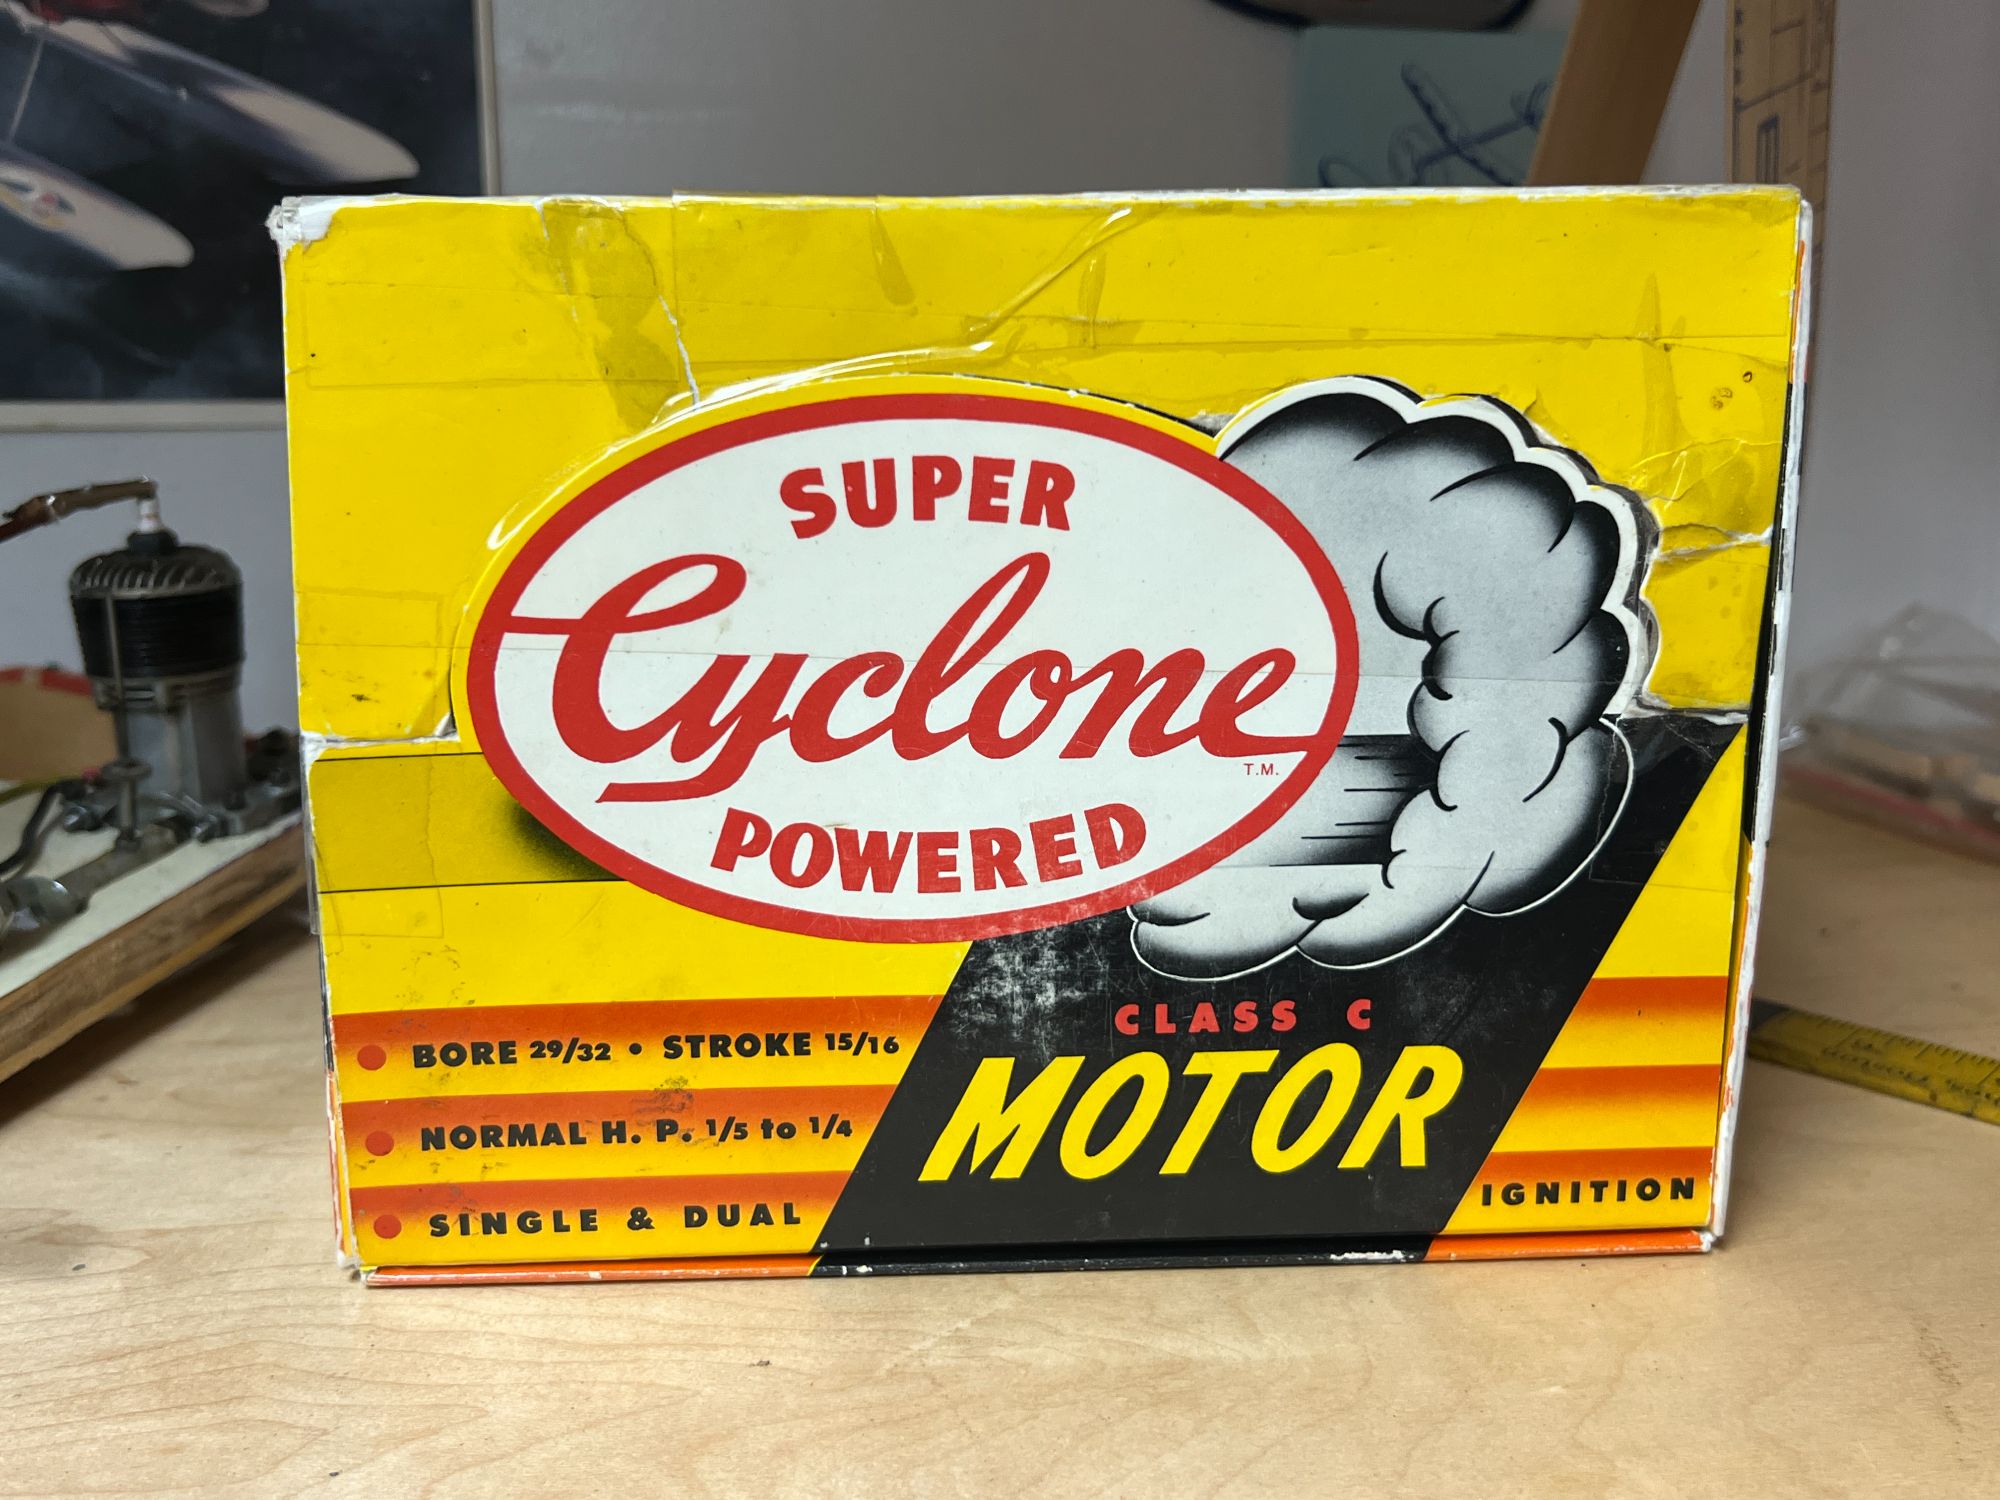 SUPER
Cyclone
T.M.
POWERED
CLASS C
MOTOR
BORE 29/32 • STROKE 15/16
NORMAL H. P. 1/5 to 1/4
SINGLE & DUAL IGNITION